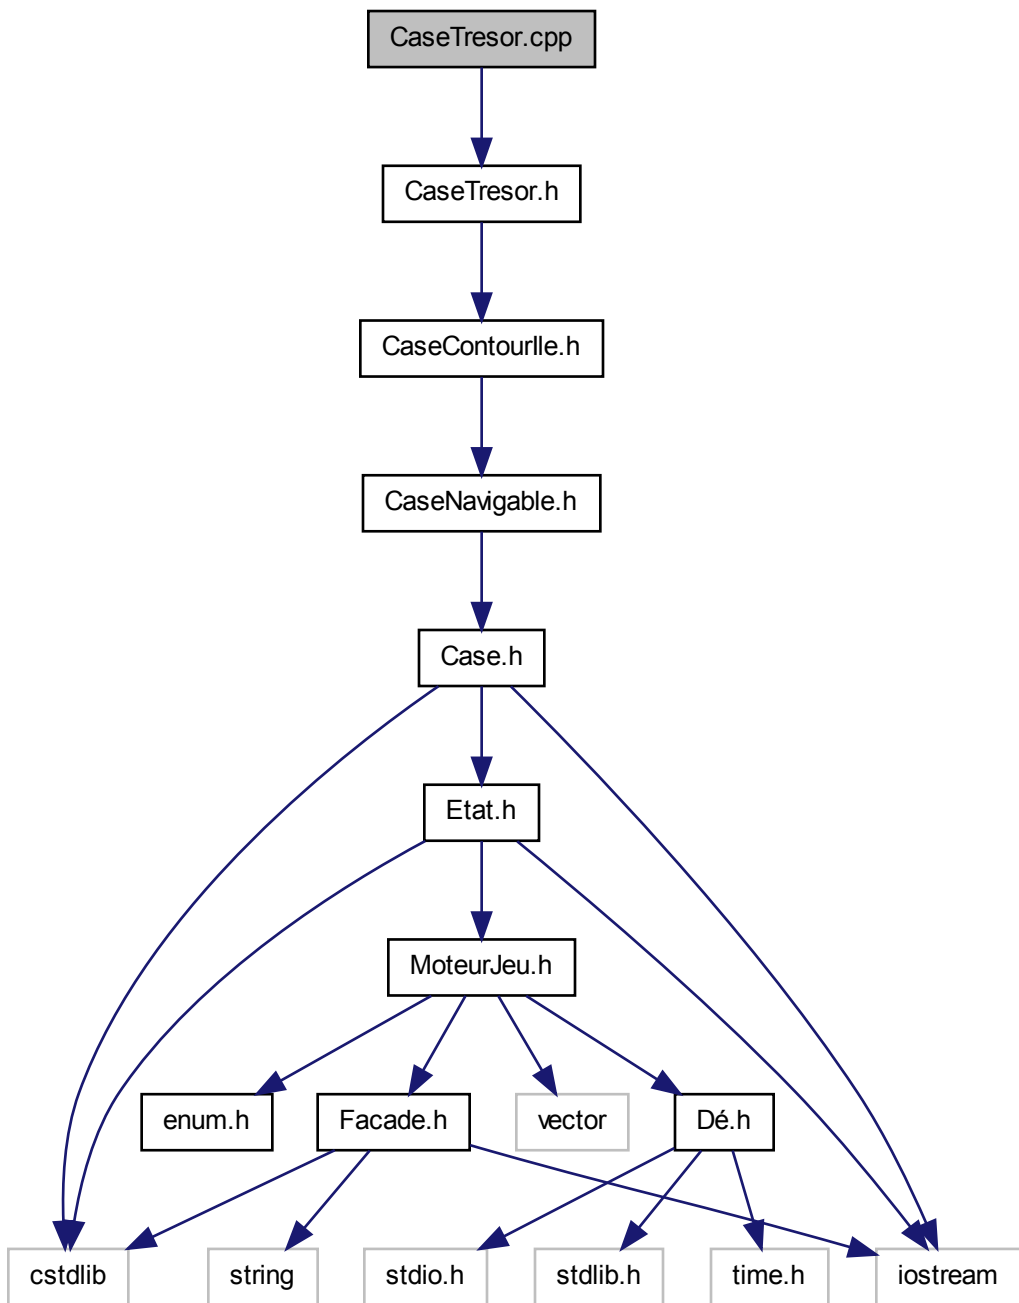 CaseTresor.cpp
CaseTresor.h
CaseContourIle.h
CaseNavigable.h
Case.h
Etat.h
MoteurJeu.h
enum.h
Facade.h
vector
Dé.h
cstdlib
string
stdio.h
stdlib.h
time.h
iostream